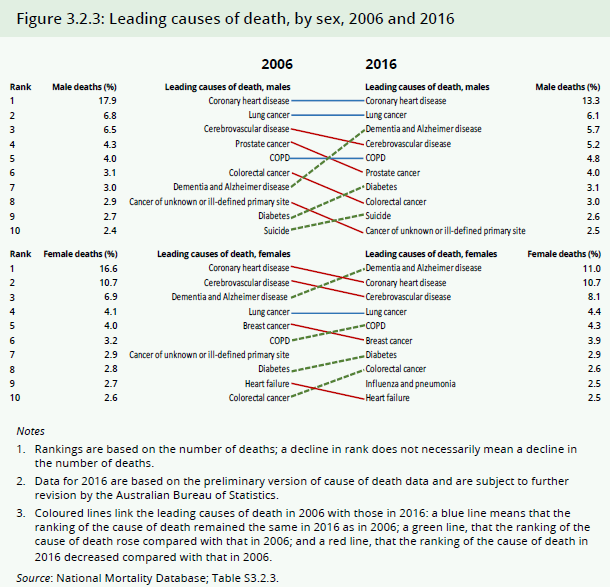 Figure 3.2.3: Leading causes of death, by sex, 2006 and 2016
2006 2016
Rank Male deaths (%) Leading causes of death, males Leading causes of death, males Male deaths (%)
1 17.9 Coronary heart disease Coronary heart disease 13.3
2 6.8 Lung cancer Lung cancer 6.1
3 6.5 Cerebrovascular disease Dementia and Alzheimer disease 5.7
4 4.3 Prostate cancer Cerebrovascular disease 5.2
5 4.0 COPD COPD 4.8
6 3.1 Colorectal cancer Prostate cancer 4.0
7 3.0 Dementia and Alzheimer disease Diabetes 3.1
8 2.9 Cancer of unknown or ill-defined primary site Colorectal cancer 3.0
9 2.7 Diabetes Suicide 2.6
10 2.4 Suicide Cancer of unknown or ill-defined primary site 2.5
Rank Female deaths (%) Leading causes of death, females Leading causes of death, females Female deaths (%)
1 16.6 Coronary heart disease Dementia and Alzheimer disease 11.0
2 10.7 Cerebrovascular disease Coronary heart disease 10.7
3 6.9 Dementia and Alzheimer disease Cerebrovascular disease 8.1
4 4.1 Lung cancer Lung cancer 4.4
5 4.0 Breast cancer COPD 4.3
6 3.2 COPD Breast cancer 3.9
7 2.9 Cancer of unknown or ill-defined primary site Diabetes 2.9
8 2.8 Diabetes Colorectal cancer 2.6
9 2.7 Heart failure Influenza and pneumonia 2.5
10 2.6 Colorectal cancer Heart failure 2.5
Notes
1. Rankings are based on the number of deaths; a decline in rank does not necessarily mean a decline in
the number of deaths.
2. Data for 2016 are based on the preliminary version of cause of death data and are subject to further
revision by the Australian Bureau of Statistics.
3. Coloured lines link the leading causes of death in 2006 with those in 2016: a blue line means that the
ranking of the cause of death remained the same in 2016 as in 2006; a green line, that the ranking of the
cause of death rose compared with that in 2006; and a red line, that the ranking of the cause of death in
2016 decreased compared with that in 2006.
Source: National Mortality Database; Table S3.2.3.